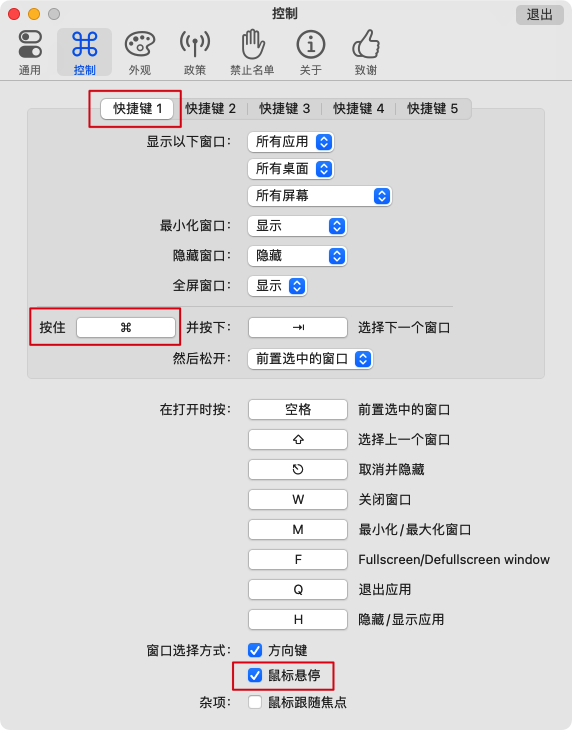 控制
退出
通用 控制 外观 政策 禁止名单 关于 致谢
快捷键 1 快捷键 2 快捷键 3 快捷键 4 快捷键 5
显示以下窗口： 所有应用
所有桌面
所有屏幕
最小化窗口： 显示
隐藏窗口： 隐藏
全屏窗口： 显示
按住 ⌘ 并按下： ⇥ 选择下一个窗口
然后松开： 前置选中的窗口
在打开时按： 空格 前置选中的窗口
⇧ 选择上一个窗口
⎋ 取消并隐藏
W 关闭窗口
M 最小化/最大化窗口
F Fullscreen/Defullscreen window
Q 退出应用
H 隐藏/显示应用
窗口选择方式： 方向键
鼠标悬停
杂项： 鼠标跟随焦点